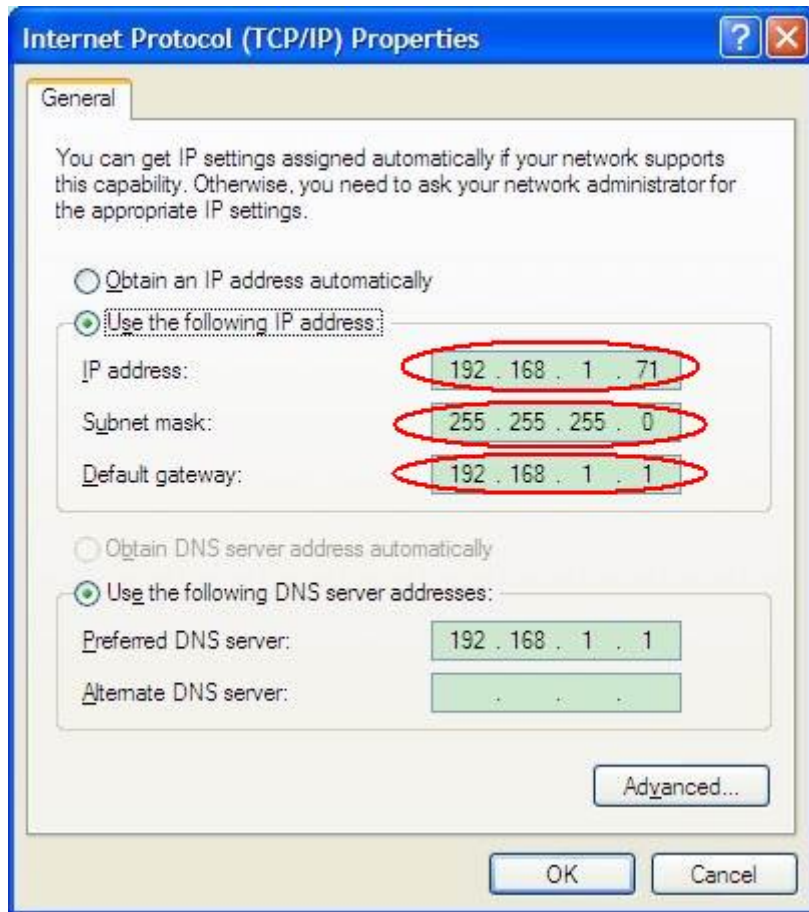 Internet Protocol (TCP/IP) Properties
General
You can get IP settings assigned automatically if your network supports
this capability. Otherwise, you need to ask your network administrator for
the appropriate IP settings.
Obtain an IP address automatically
Use the following IP address:
IP address: 192 . 168 . 1 . 71
Subnet mask: 255 . 255 . 255 . 0
Default gateway: 192 . 168 . 1 . 1
Obtain DNS server address automatically
Use the following DNS server addresses:
Preferred DNS server: 192 . 168 . 1 . 1
Alternate DNS server: . . .
Advanced...
OK Cancel